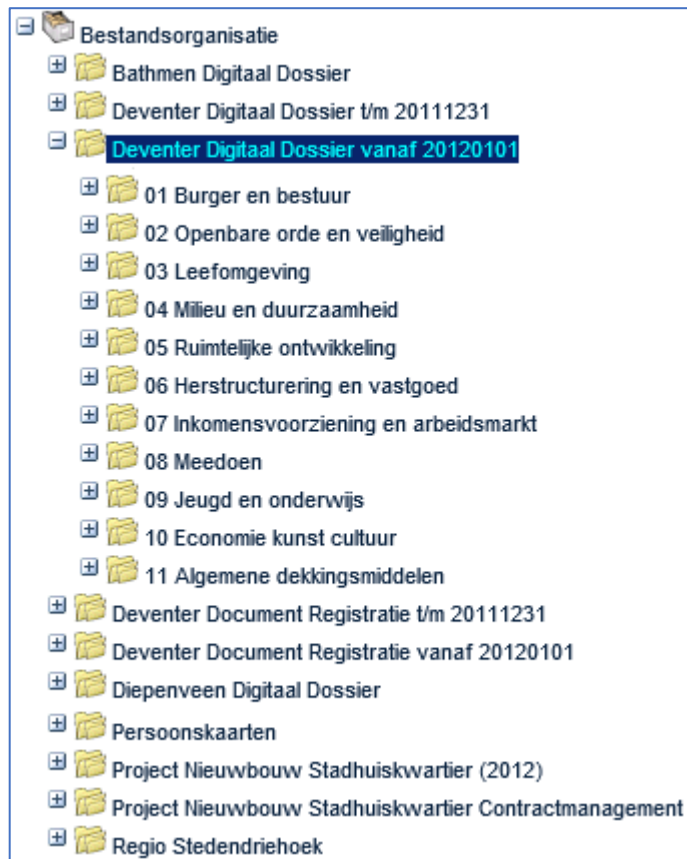 Bestandsorganisatie
Bathmen Digitaal Dossier
Deventer Digitaal Dossier t/m 20111231
Deventer Digitaal Dossier vanaf 20120101
01 Burger en bestuur
02 Openbare orde en veiligheid
03 Leefomgeving
04 Milieu en duurzaamheid
05 Ruimtelijke ontwikkeling
06 Herstructurering en vastgoed
07 Inkomensvoorziening en arbeidsmarkt
08 Meedoen
09 Jeugd en onderwijs
10 Economie kunst cultuur
11 Algemene dekkingsmiddelen
Deventer Document Registratie t/m 20111231
Deventer Document Registratie vanaf 20120101
Diepenveen Digitaal Dossier
Persoonskaarten
Project Nieuwbouw Stadhuiskwartier (2012)
Project Nieuwbouw Stadhuiskwartier Contractmanagement
Regio Stedendriehoek